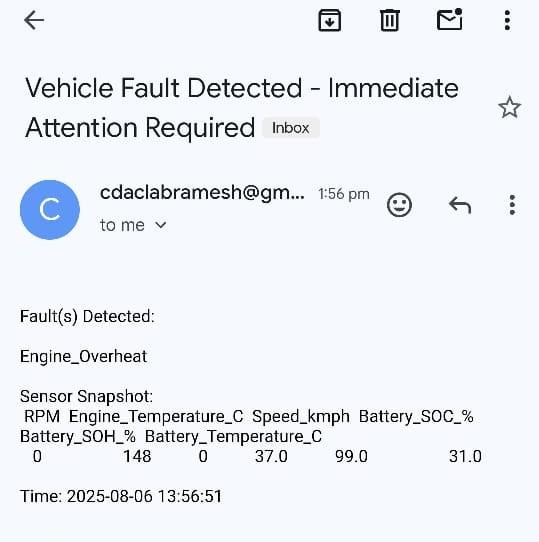 Vehicle Fault Detected - Immediate
Attention Required Inbox
C
cdaclabramesh@gm... 1:56 pm
to me
Fault(s) Detected:
Engine_Overheat
Sensor Snapshot:
RPM Engine_Temperature_C Speed_kmph Battery_SOC_%
Battery_SOH_% Battery_Temperature_C
0 148 0 37.0 99.0 31.0
Time: 2025-08-06 13:56:51